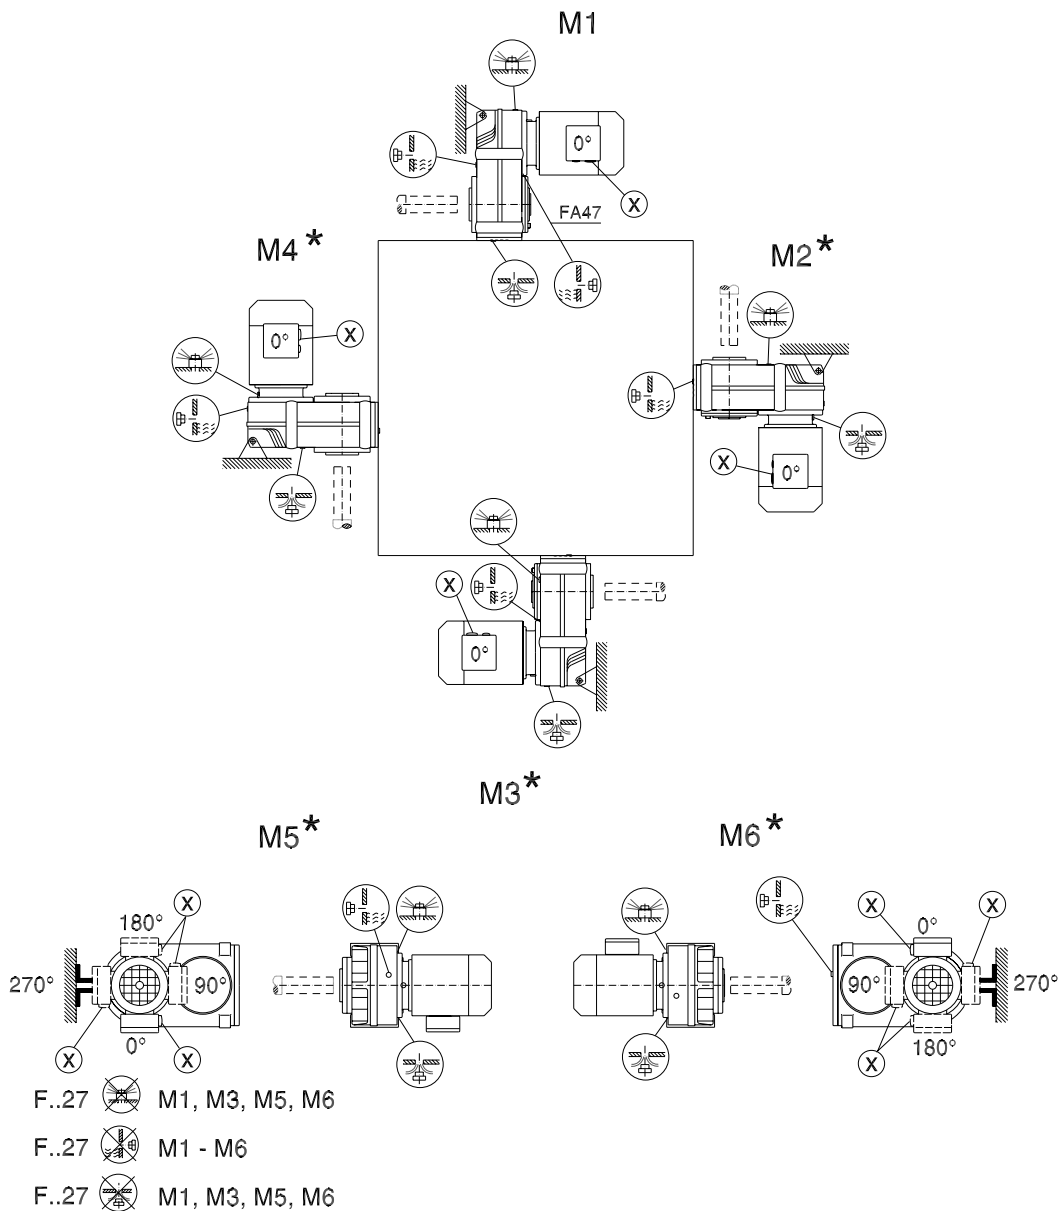 M1
0°
X
FA47
M4*
M2*
0°
X
X
0°
X
0°
M3*
M5*
M6*
X
180°
270°
90°
0°
X
X
X
X
0°
90°
270°
180°
X
F..27 M1, M3, M5, M6
F..27 M1 - M6
F..27 M1, M3, M5, M6